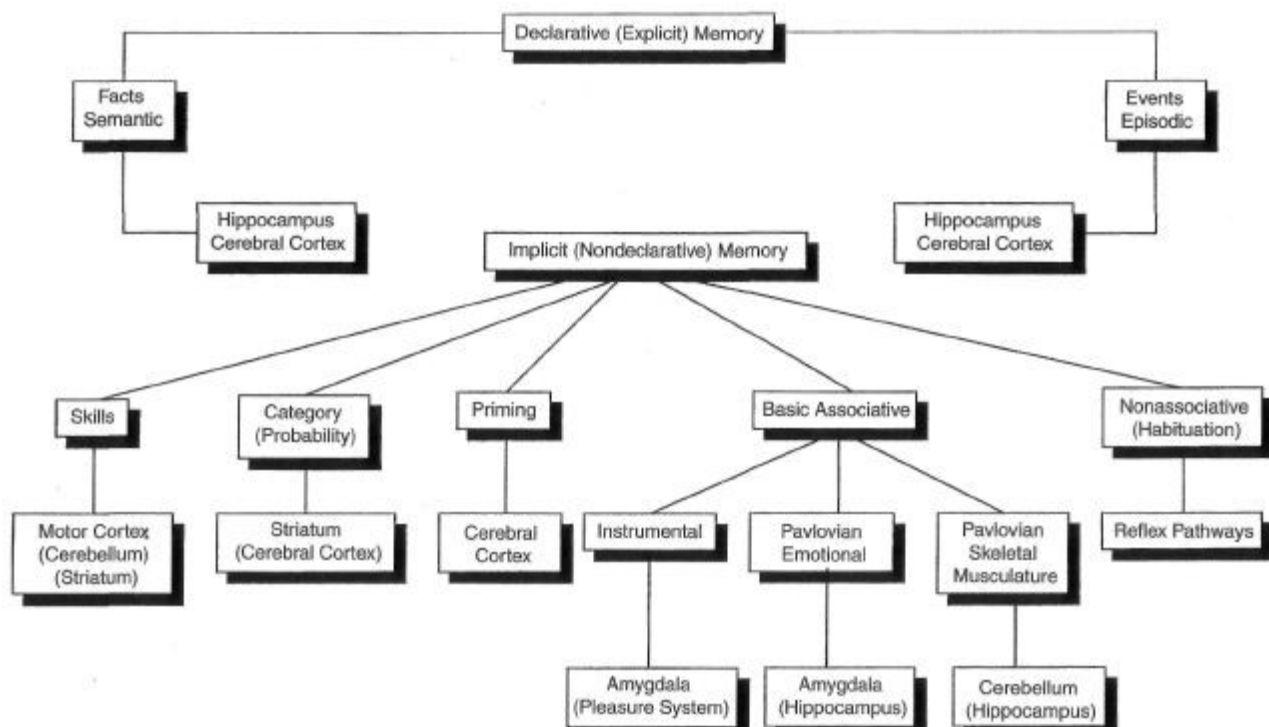 Declarative (Explicit) Memory
Facts
Semantic
Events
Episodic
Hippocampus
Cerebral Cortex
Hippocampus
Cerebral Cortex
Implicit (Nondeclarative) Memory
Skills
Category
(Probability)
Priming
Basic Associative
Nonassociative
(Habituation)
Motor Cortex
(Cerebellum)
(Striatum)
Striatum
(Cerebral Cortex)
Cerebral
Cortex
Instrumental
Pavlovian
Emotional
Pavlovian
Skeletal
Musculature
Reflex Pathways
Amygdala
(Pleasure System)
Amygdala
(Hippocampus)
Cerebellum
(Hippocampus)